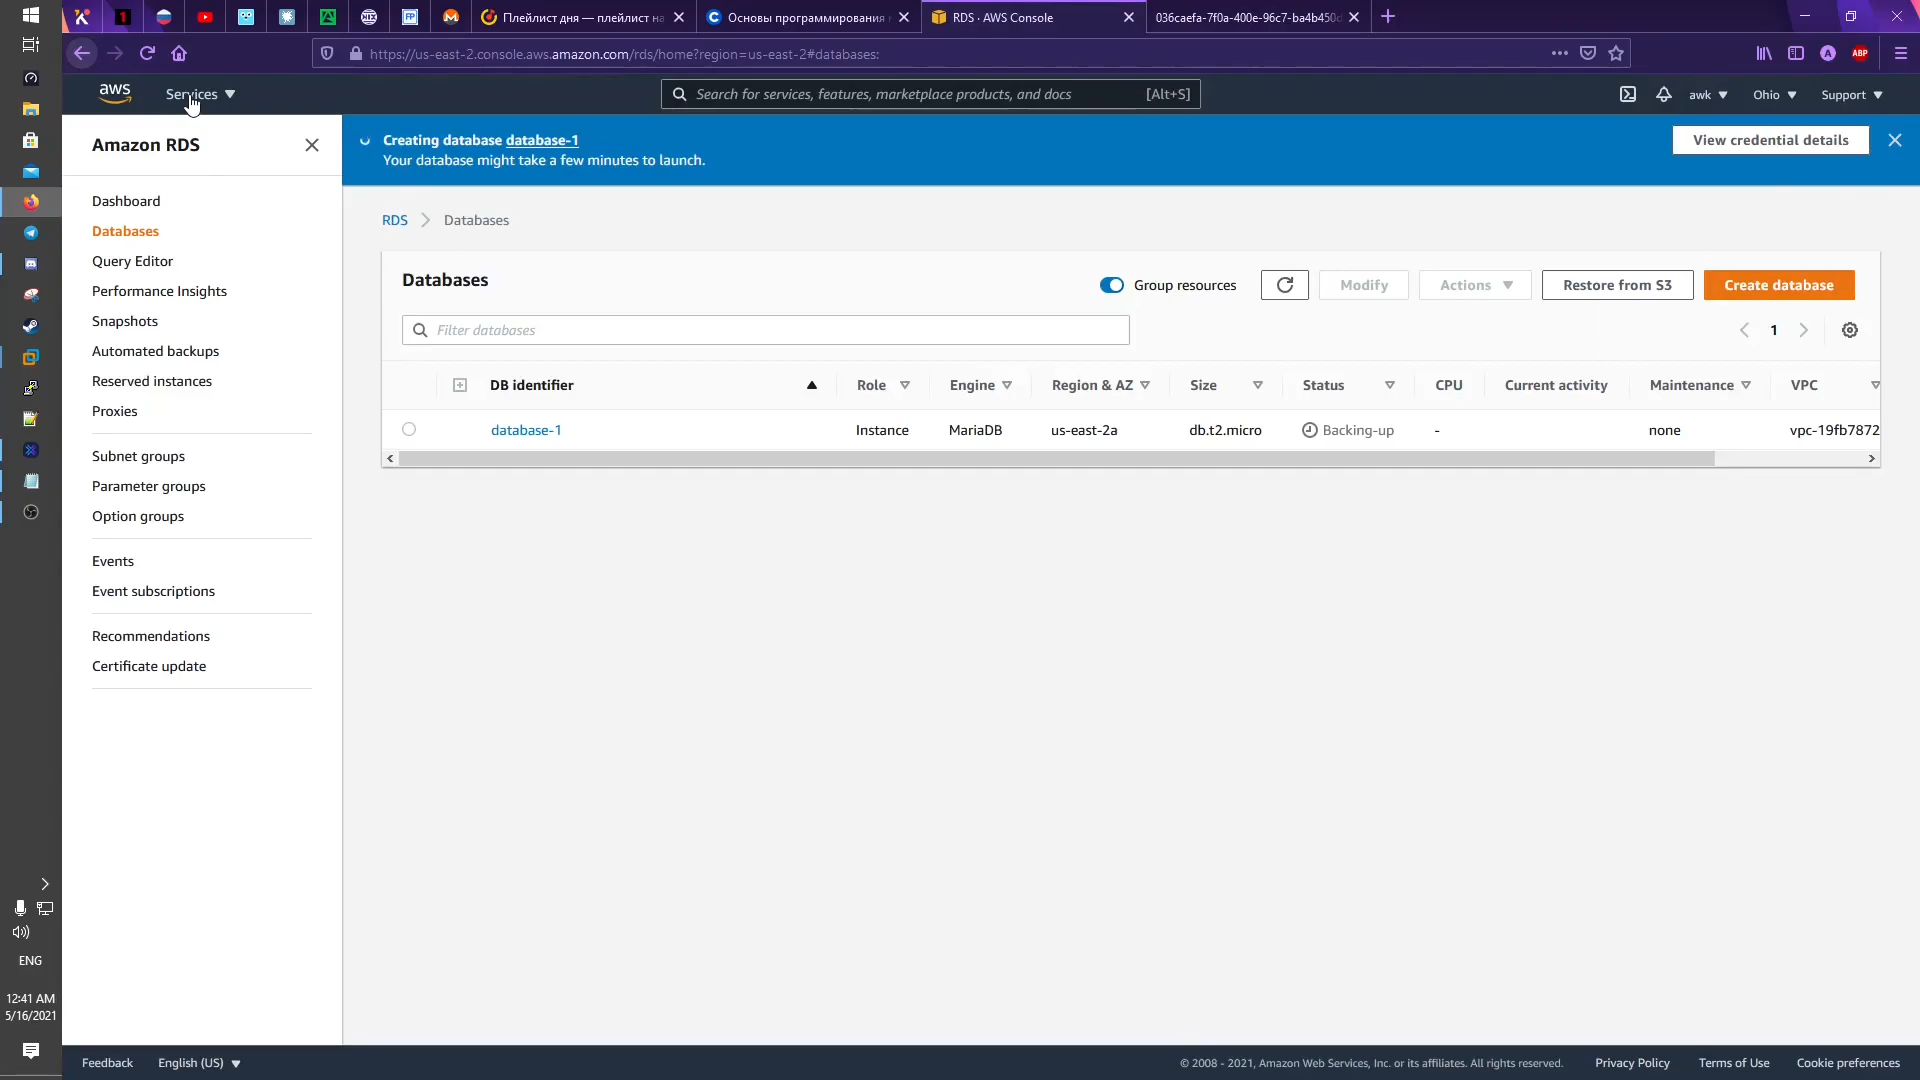 Плейлист дня — плейлист на
Основы программирования
RDS · AWS Console
036caefa-7f0a-400e-96c7-ba4b450d
https://us-east-2.console.aws.amazon.com/rds/home?region=us-east-2#databases:
ABP
aws
Services
Search for services, features, marketplace products, and docs
[Alt+S]
awk
Ohio
Support
Amazon RDS
Creating database database-1
Your database might take a few minutes to launch.
View credential details
Dashboard
Databases
Query Editor
Performance Insights
Snapshots
Automated backups
Reserved instances
Proxies
Subnet groups
Parameter groups
Option groups
Events
Event subscriptions
Recommendations
Certificate update
RDS
Databases
Databases
Group resources
Modify
Actions
Restore from S3
Create database
Filter databases
1
DB identifier
Role
Engine
Region & AZ
Size
Status
CPU
Current activity
Maintenance
VPC
database-1
Instance
MariaDB
us-east-2a
db.t2.micro
Backing-up
-
none
vpc-19fb7872
ENG
12:41 AM
5/16/2021
Feedback
English (US)
© 2008 - 2021, Amazon Web Services, Inc. or its affiliates. All rights reserved.
Privacy Policy
Terms of Use
Cookie preferences